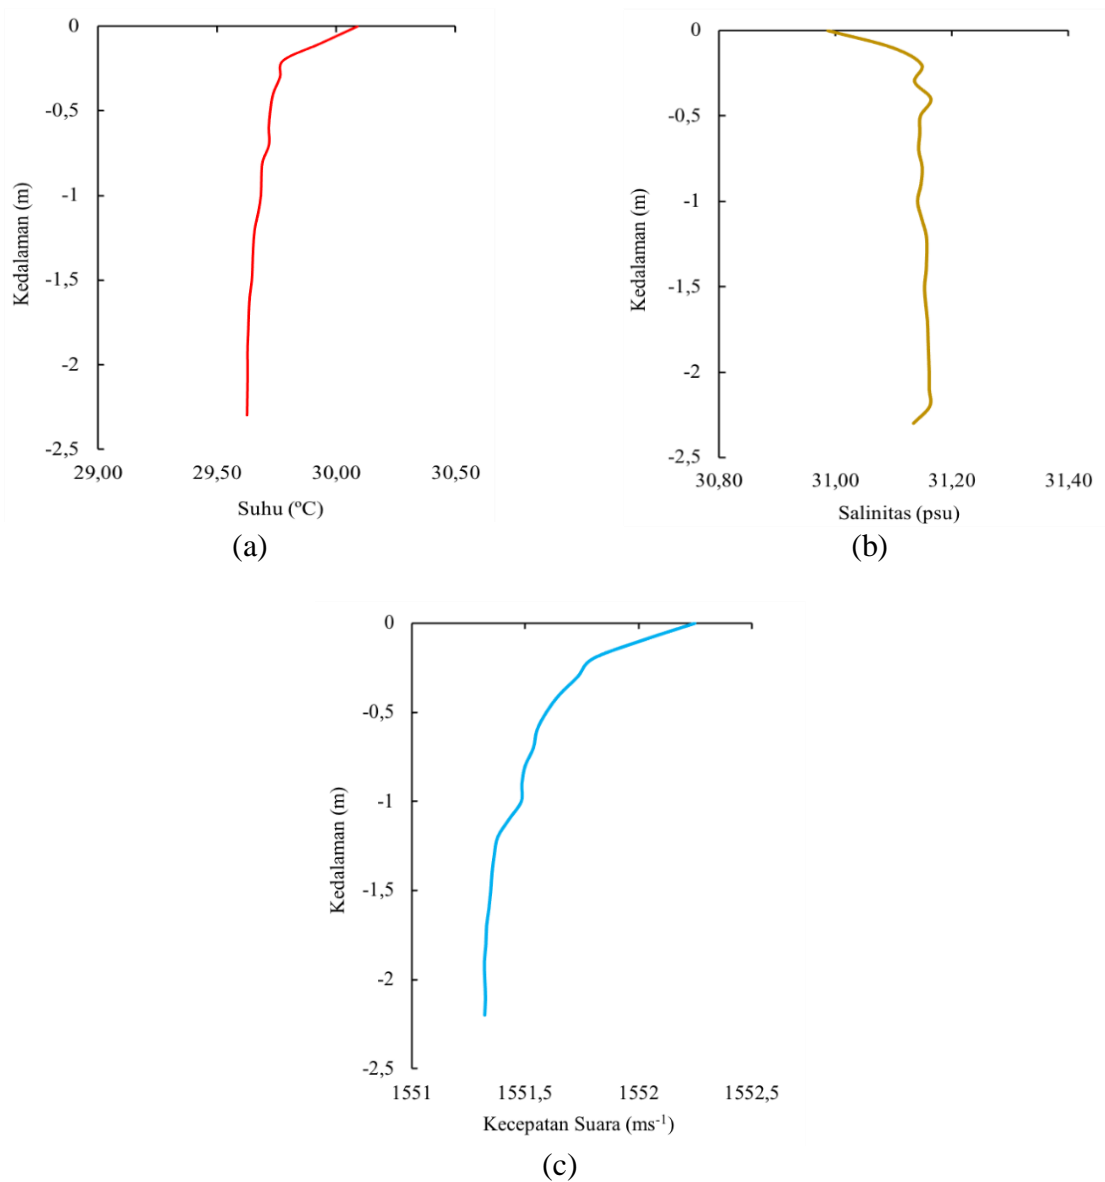 0
-0,5
-1
-1,5
-2
-2,5
Kedalaman (m)
29,00 29,50 30,00 30,50
Suhu (ºC)
(a)
0
-0,5
-1
-1,5
-2
-2,5
Kedalaman (m)
30,80 31,00 31,20 31,40
Salinitas (psu)
(b)
0
-0,5
-1
-1,5
-2
-2,5
Kedalaman (m)
1551 1551,5 1552 1552,5
Kecepatan Suara (ms⁻¹)
(c)